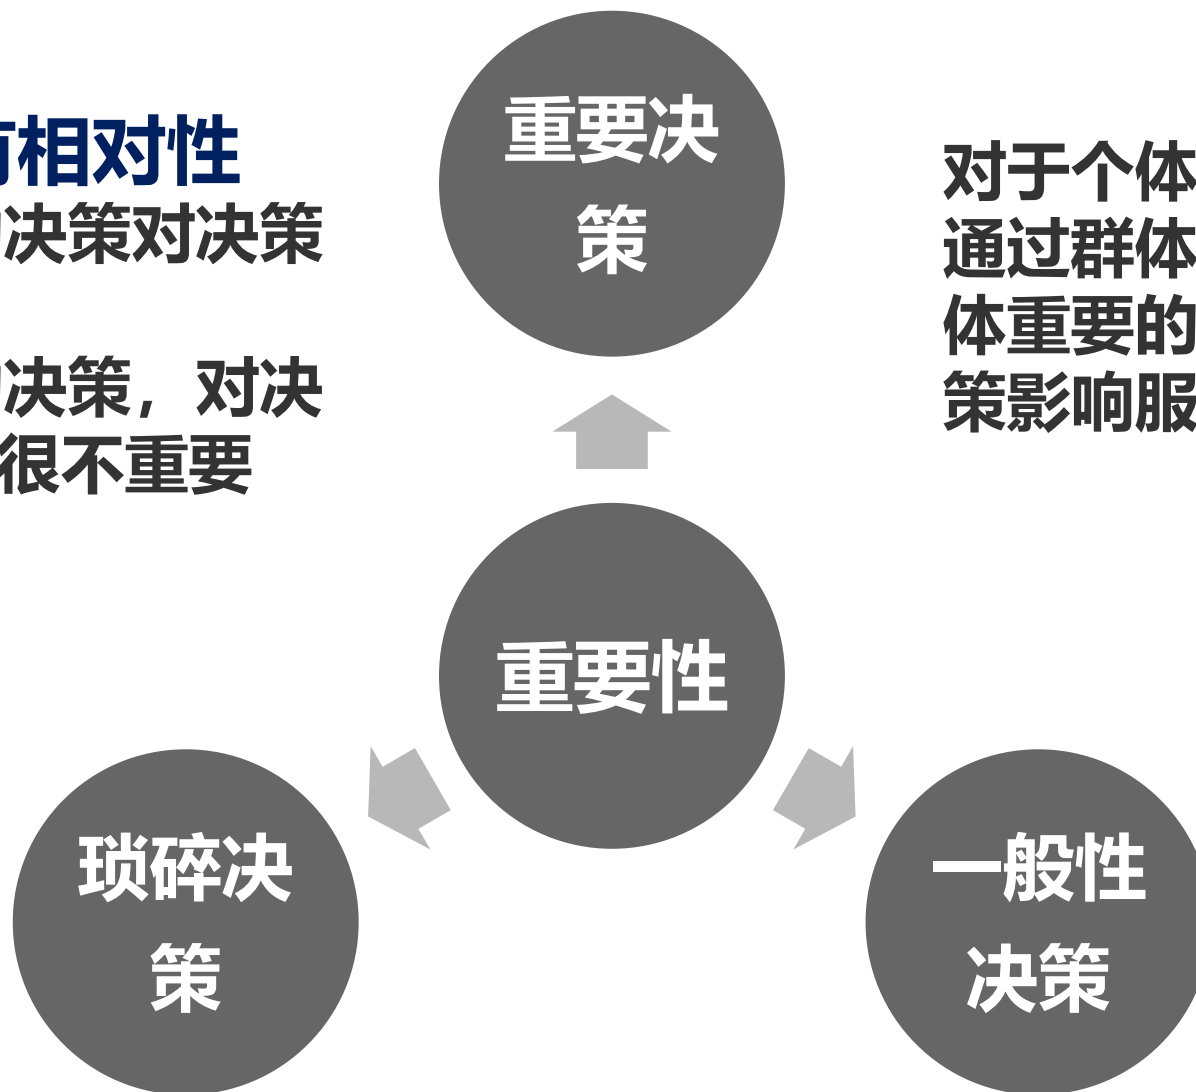 重要决
策
有相对性
的决策对决策
的决策，对决
很不重要
对于个体
通过群体
体重要的
策影响服
重要性
琐碎决
策
一般性
决策